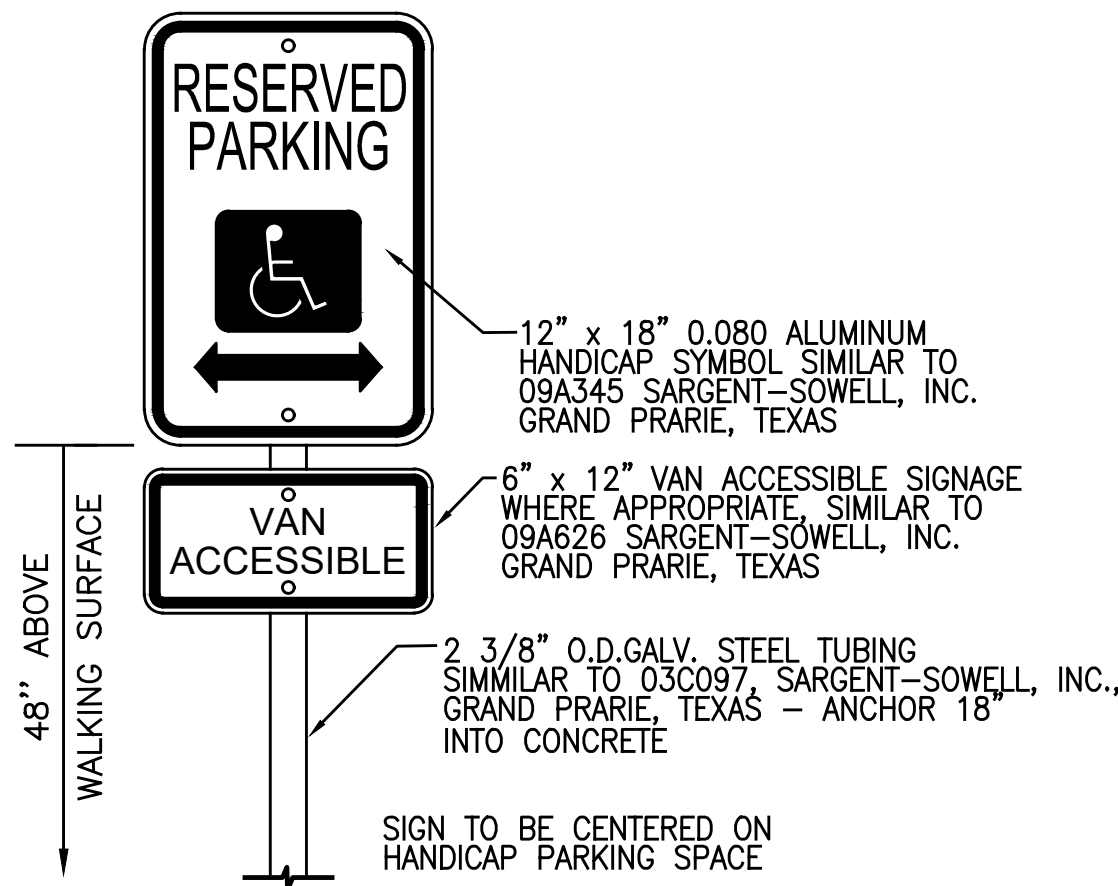 RESERVED
PARKING
12” x 18” 0.080 ALUMINUM
HANDICAP SYMBOL SIMILAR TO
09A345 SARGENT–SOWELL, INC.
GRAND PRARIE, TEXAS
VAN
ACCESSIBLE
6” x 12” VAN ACCESSIBLE SIGNAGE
WHERE APPROPRIATE, SIMILAR TO
09A626 SARGENT–SOWELL, INC.
GRAND PRARIE, TEXAS
48” ABOVE
WALKING SURFACE
2 3/8” O.D.GALV. STEEL TUBING
SIMMILAR TO 03C097, SARGENT–SOWELL, INC.,
GRAND PRARIE, TEXAS – ANCHOR 18”
INTO CONCRETE
SIGN TO BE CENTERED ON
HANDICAP PARKING SPACE